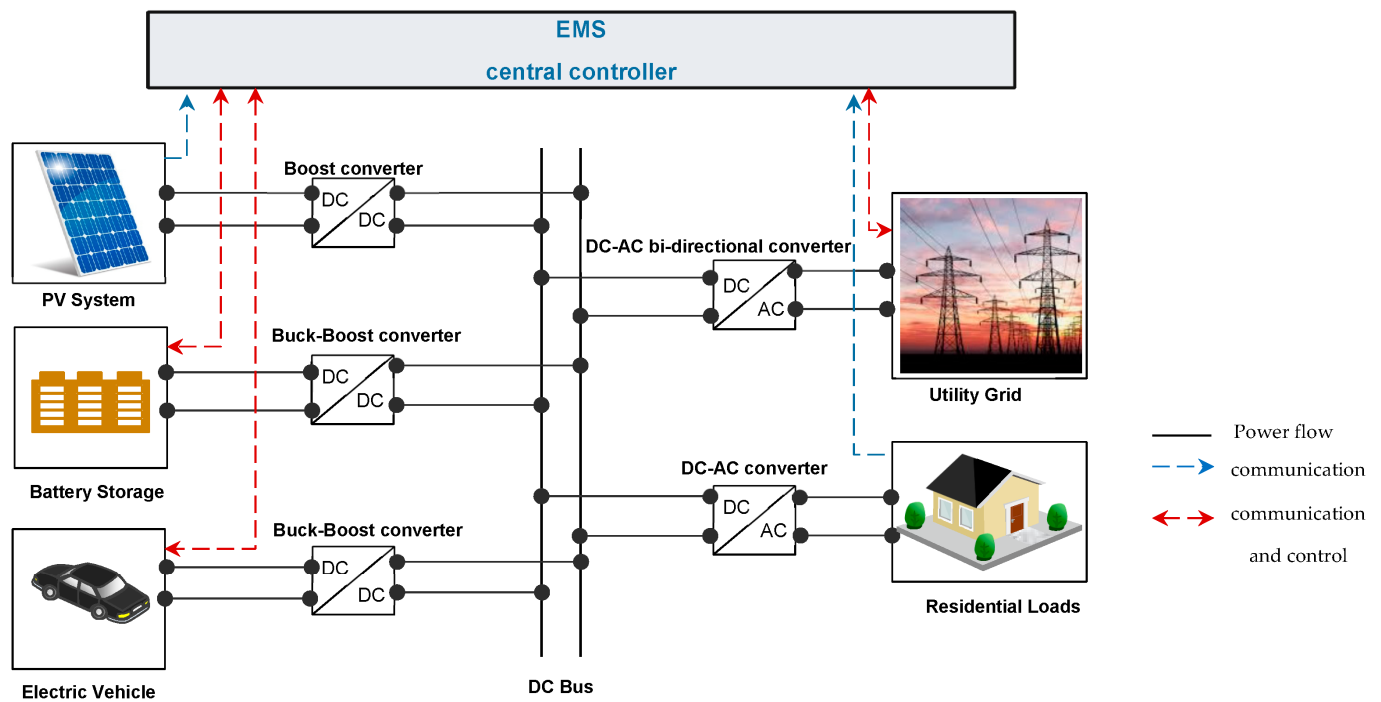 EMS
central controller
Boost converter
DC
DC
PV System
DC-AC bi-directional converter
DC
AC
Utility Grid
Buck-Boost converter
DC
DC
Battery Storage
DC-AC converter
DC
AC
Residential Loads
Buck-Boost converter
DC
DC
Electric Vehicle
DC Bus
Power flow
communication
communication
and control